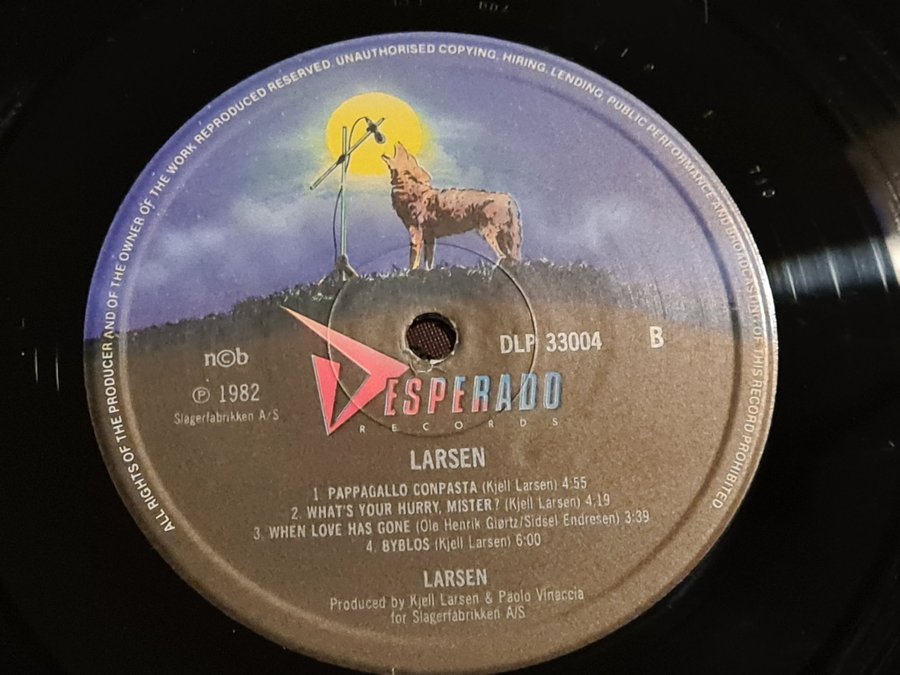 ALL RIGHTS OF THE PRODUCER AND OF THE OWNER OF THE WORK REPRODUCED RESERVED. UNAUTHORISED COPYING, HIRING, LENDING, PUBLIC PERFORMANCE AND BROADCASTING OF THIS RECORD PROHIBITED
DLP 33004 B
n©b
℗ 1982
Slagerfabrikken A/S
DESPERADO
RECORDS
LARSEN
1. PAPPAGALLO CONPASTA (Kjell Larsen) 4:55
2. WHAT'S YOUR HURRY, MISTER? (Kjell Larsen) 4.19
3. WHEN LOVE HAS GONE (Ole Henrik Giørtz/Sidsel Endresen) 3:39
4. BYBLOS (Kjell Larsen) 6:00
LARSEN
Produced by Kjell Larsen & Paolo Vinaccia
for Slagerfabrikken A/S